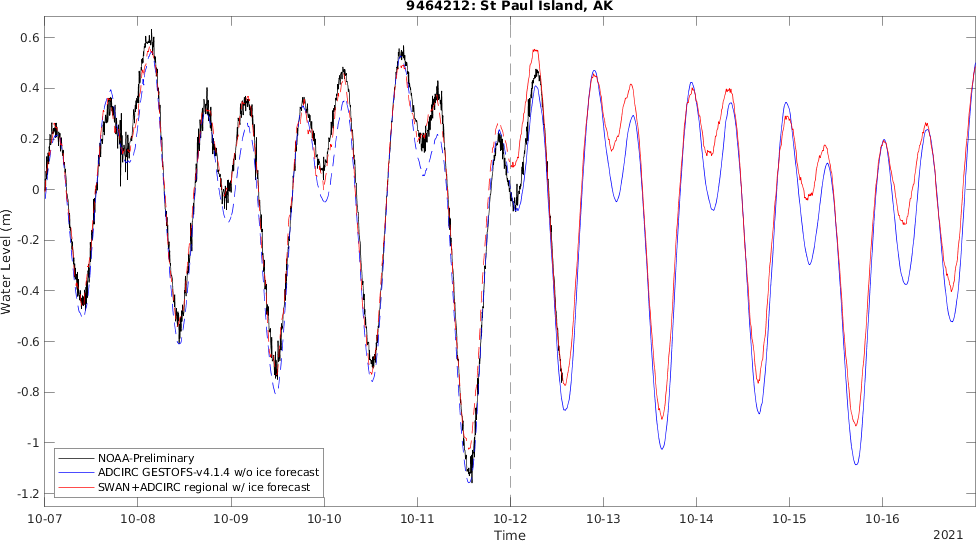 9464212: St Paul Island, AK
0.6
0.4
0.2
0
-0.2
-0.4
-0.6
-0.8
-1
-1.2
Water Level (m)
NOAA-Preliminary
ADCIRC GESTOFS-v4.1.4 w/o ice forecast
SWAN+ADCIRC regional w/ ice forecast
10-07 10-08 10-09 10-10 10-11 10-12 10-13 10-14 10-15 10-16
Time
2021